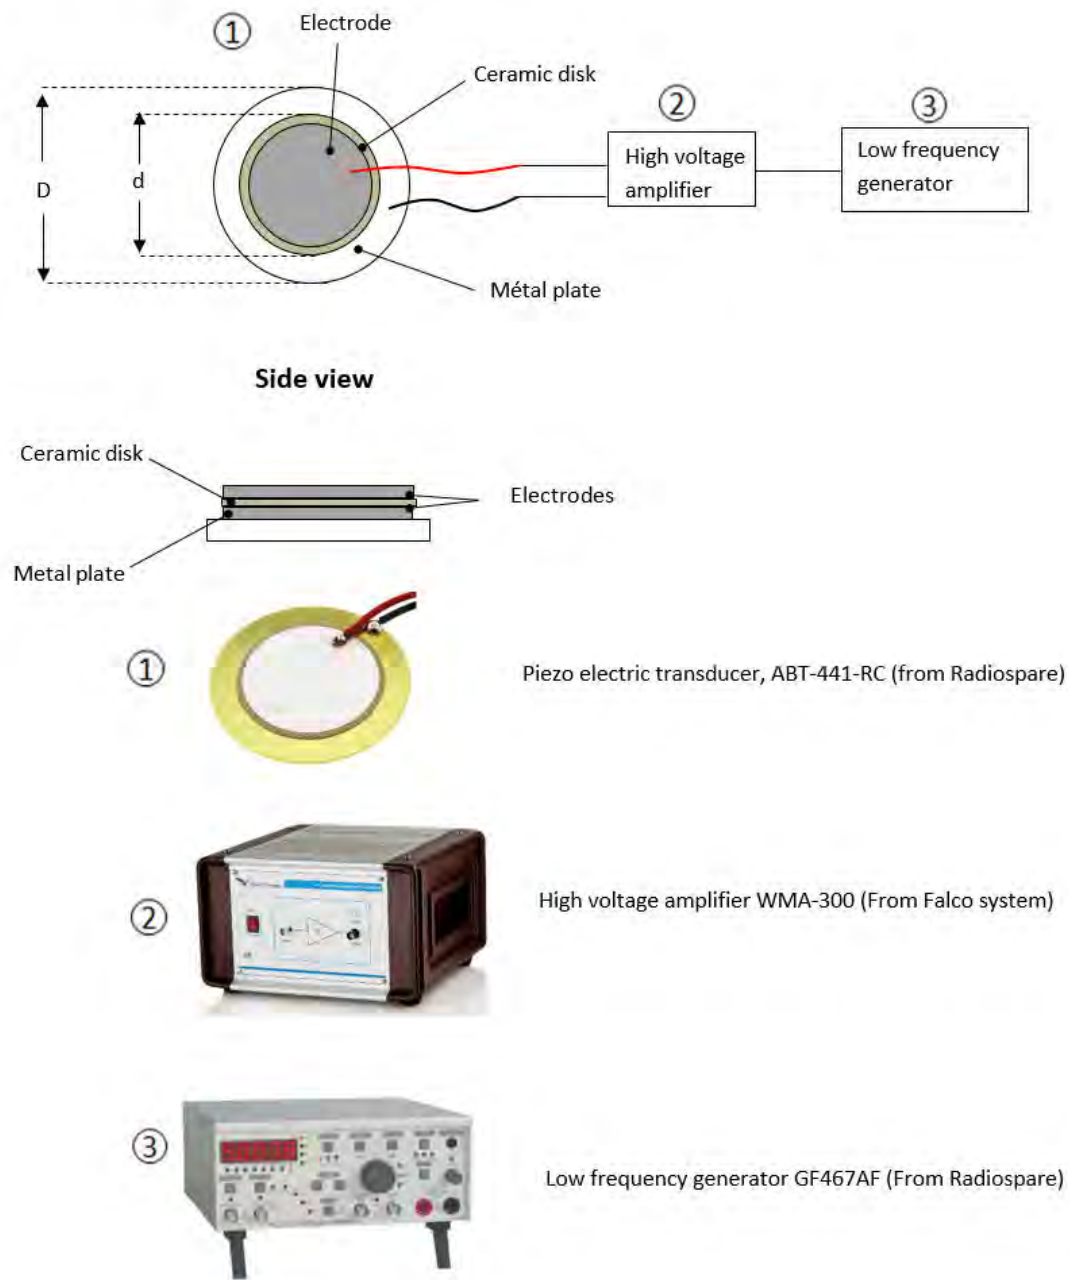 ①
Electrode
Ceramic disk
②
③
D
d
High voltage
amplifier
Low frequency
generator
Métal plate
Side view
Ceramic disk
Electrodes
Metal plate
①
Piezo electric transducer, ABT-441-RC (from Radiospare)
②
High voltage amplifier WMA-300 (From Falco system)
③
Low frequency generator GF467AF (From Radiospare)